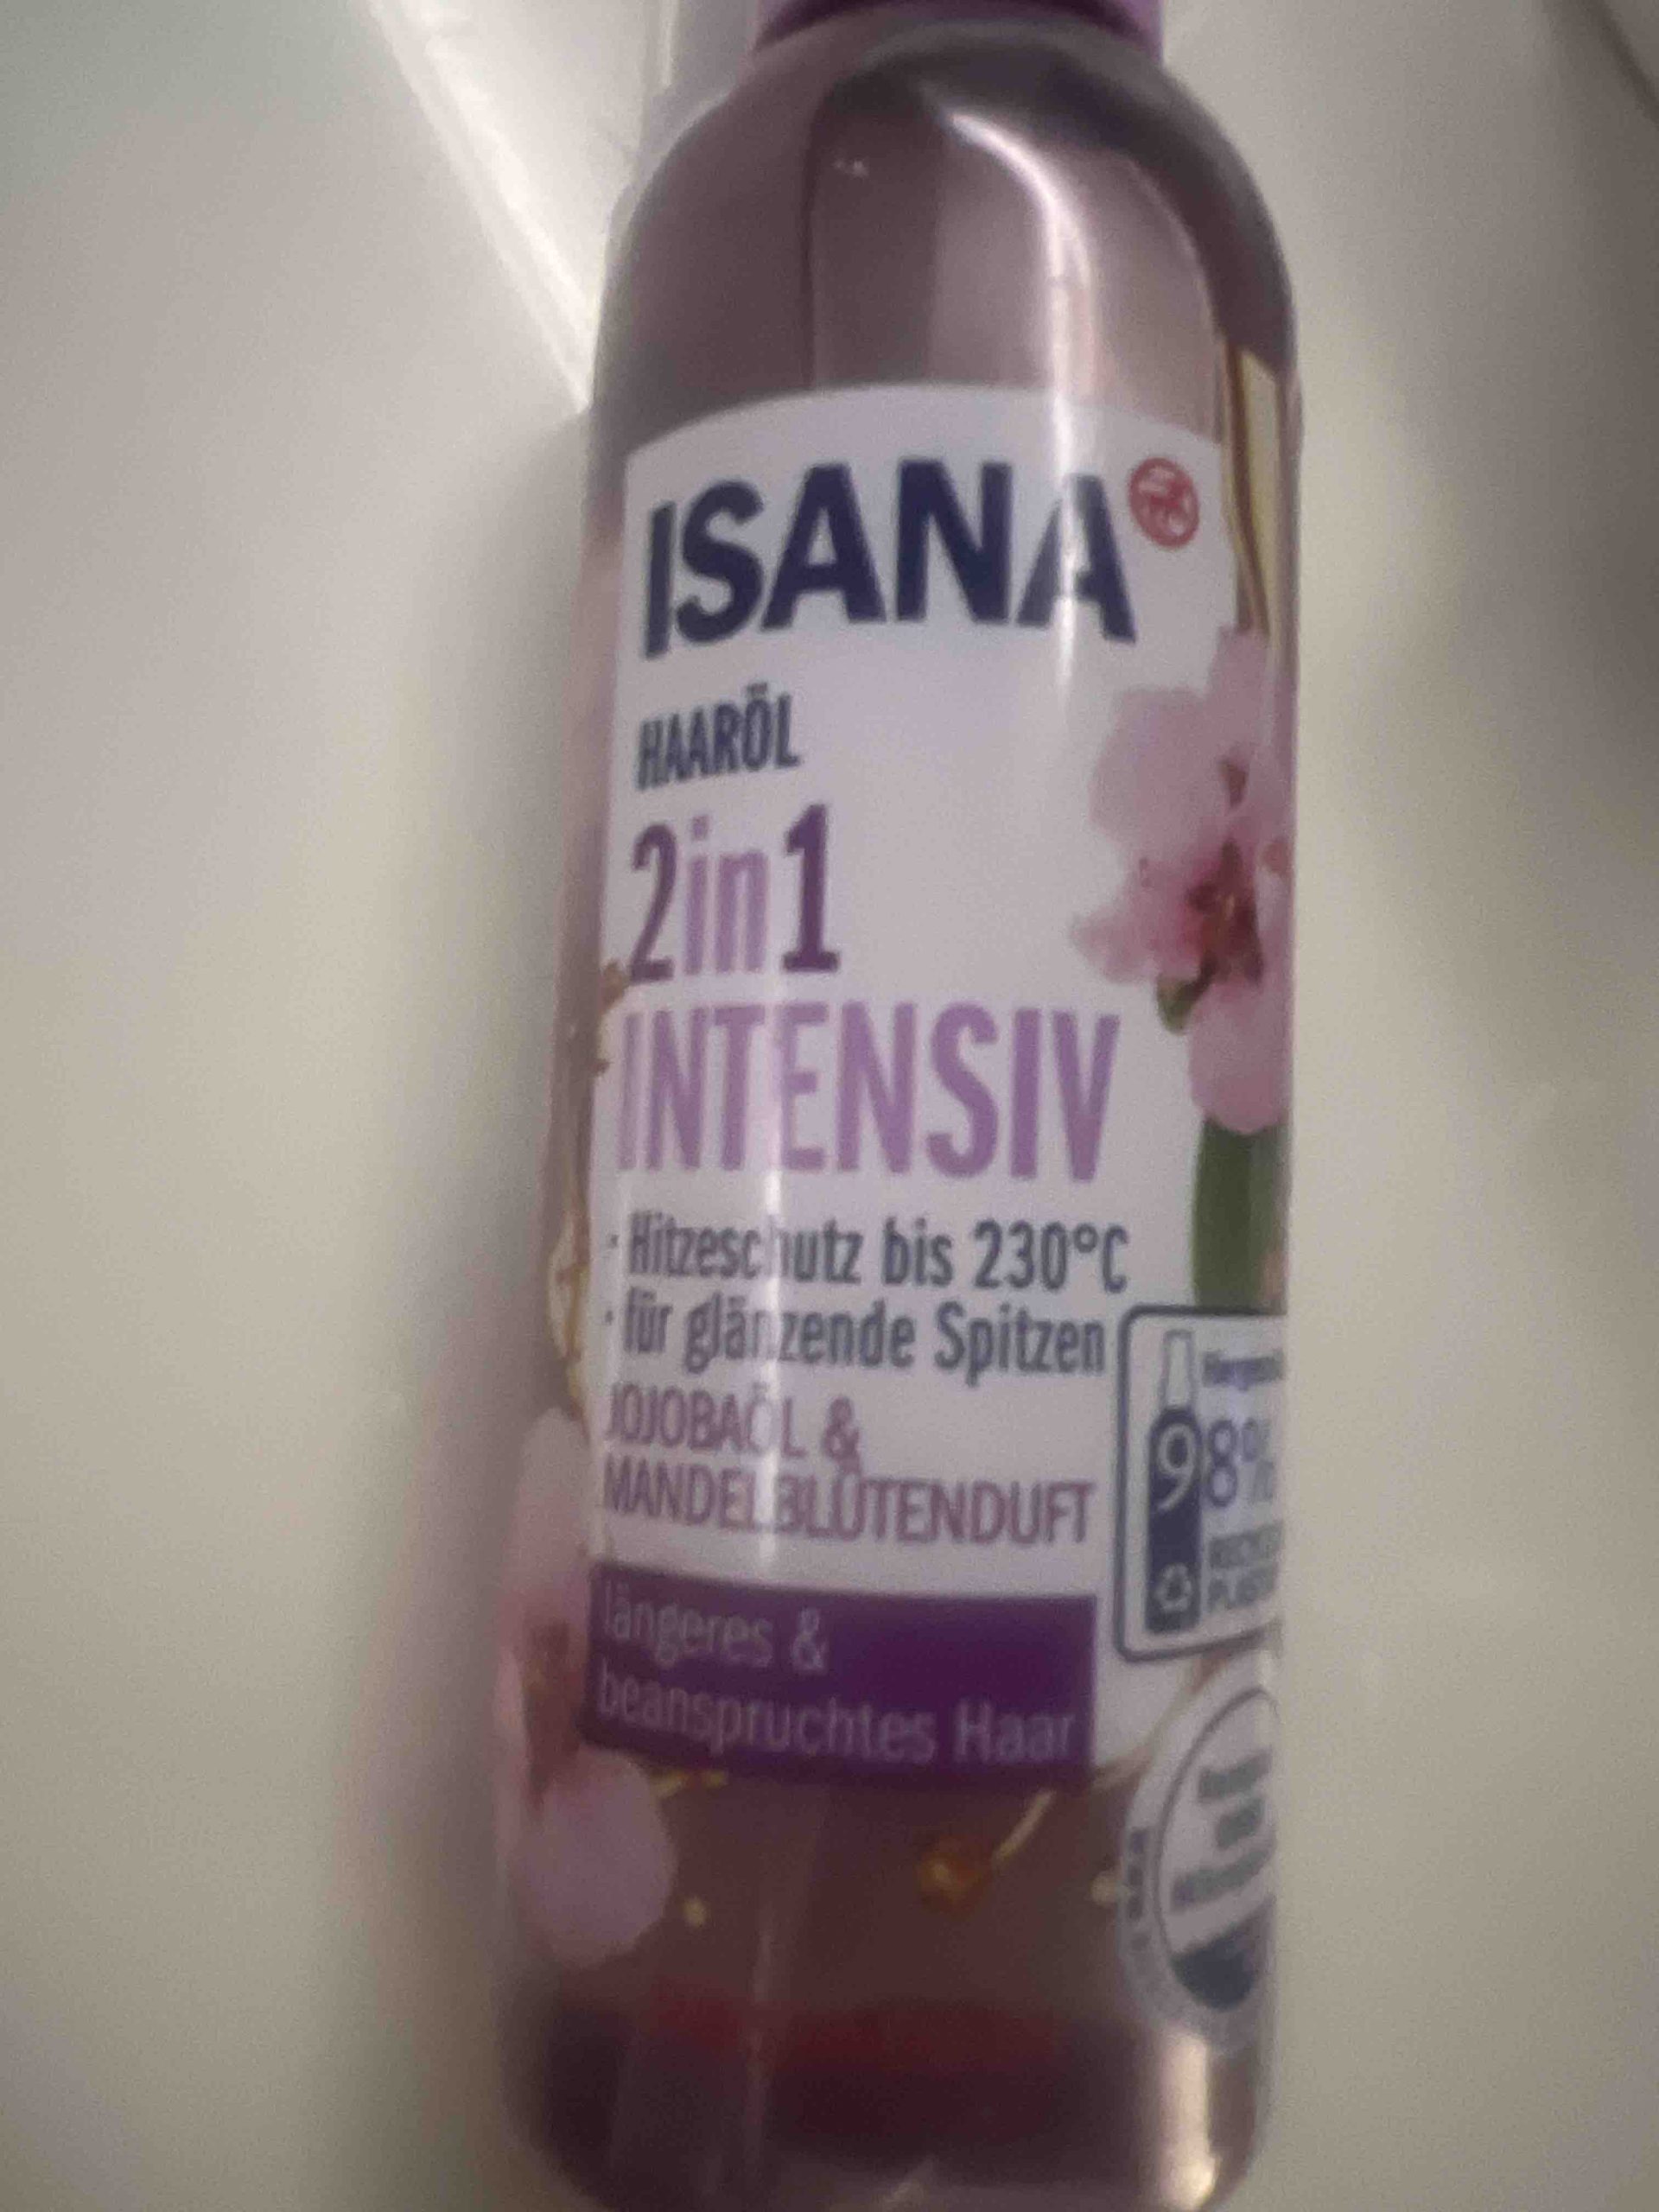 ISANA
HAARÖL
2in1
INTENSIV
- Hitzeschutz bis 230°C
- für glänzende Spitzen
JOJOBAÖL &
MANDELBLÜTENDUFT
98%
längeres &
beanspruchtes Haar